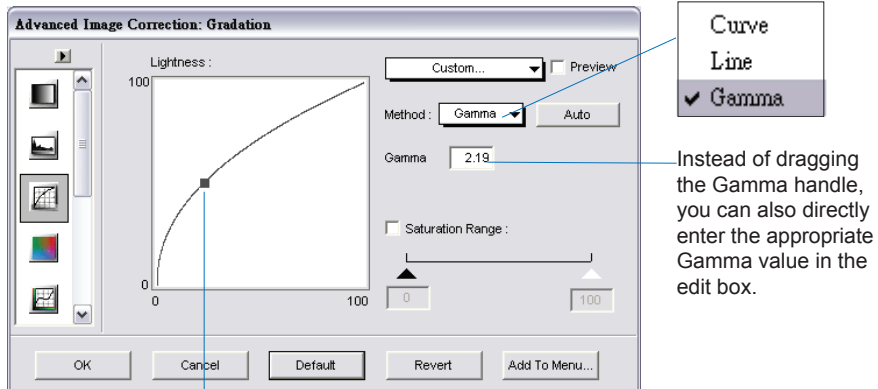 Advanced Image Correction: Gradation
Lightness :
100
0
0
100
Custom...
Preview
Method :
Gamma
Auto
Gamma
2.19
Saturation Range :
0
100
OK
Cancel
Default
Revert
Add To Menu...
Curve
Line
✔ Gamma
Instead of dragging
the Gamma handle,
you can also directly
enter the appropriate
Gamma value in the
edit box.